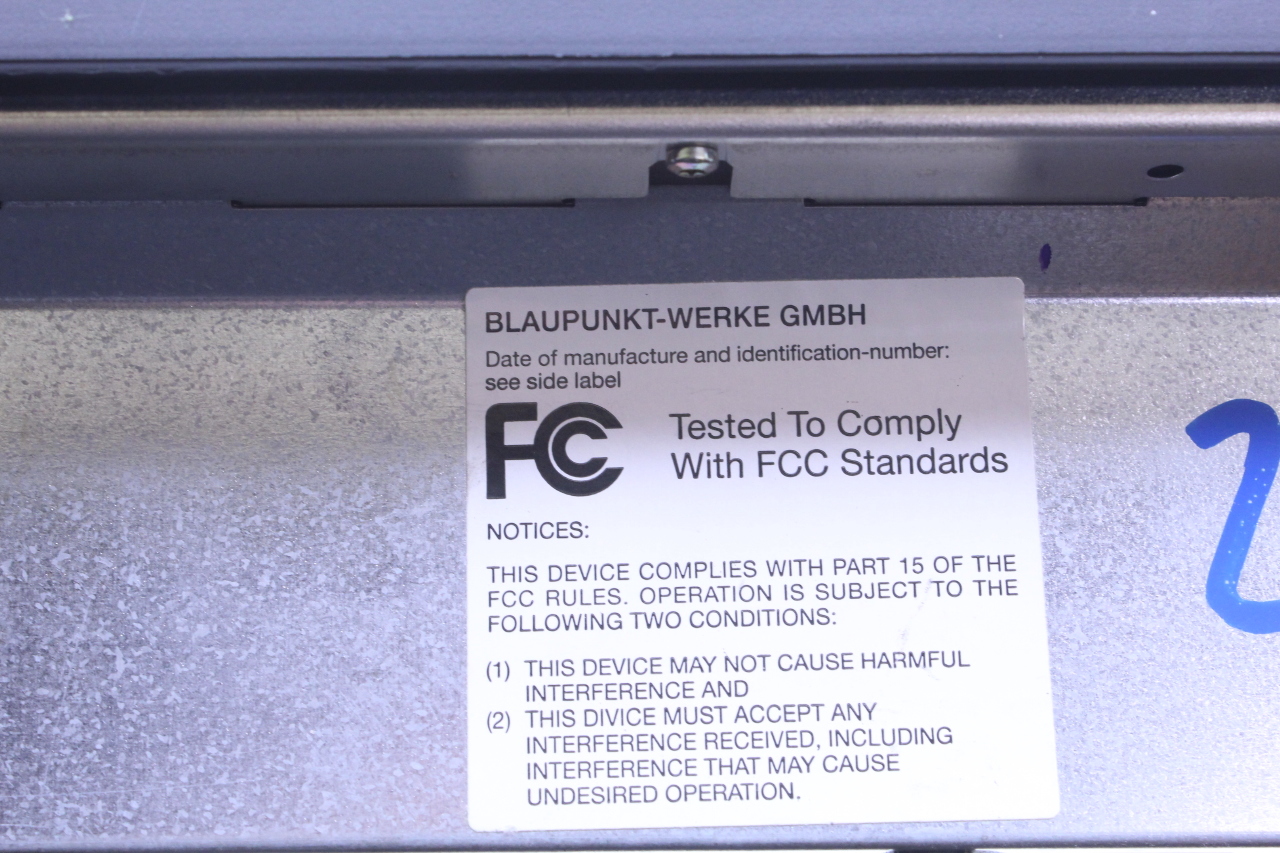 BLAUPUNKT-WERKE GMBH
Date of manufacture and identification-number:
see side label
FCC
Tested To Comply
With FCC Standards
NOTICES:
THIS DEVICE COMPLIES WITH PART 15 OF THE
FCC RULES. OPERATION IS SUBJECT TO THE
FOLLOWING TWO CONDITIONS:
(1) THIS DEVICE MAY NOT CAUSE HARMFUL
INTERFERENCE AND
(2) THIS DIVICE MUST ACCEPT ANY
INTERFERENCE RECEIVED, INCLUDING
INTERFERENCE THAT MAY CAUSE
UNDESIRED OPERATION.